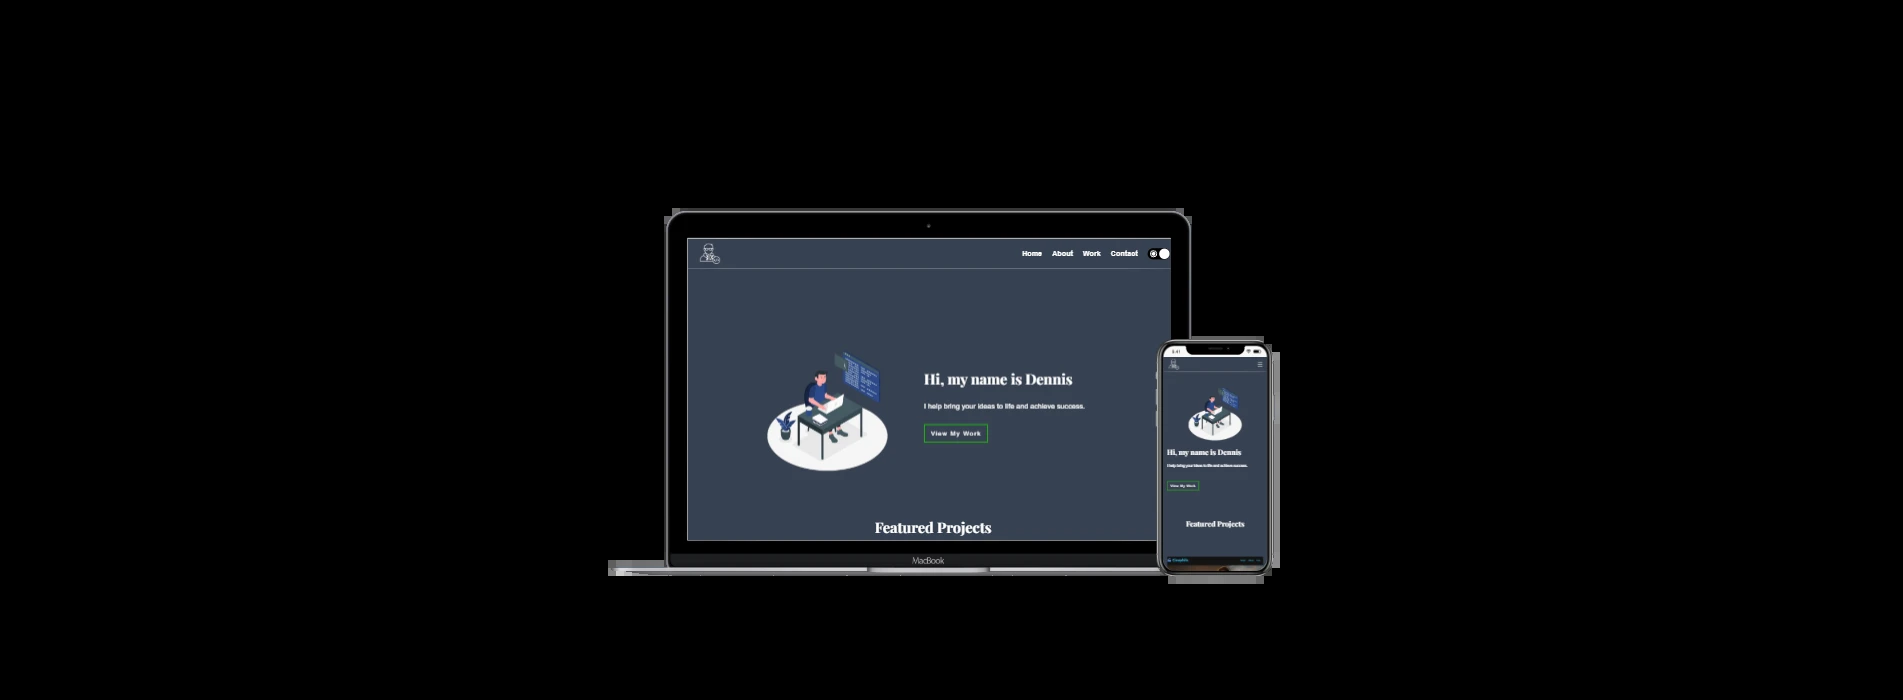 Home About Work Contact
Hi, my name is Dennis
I help bring your ideas to life and achieve success.
View My Work
Featured Projects
MacBook
Hi, my name is Dennis
I help bring your ideas to life and achieve success.
View My Work
Featured Projects